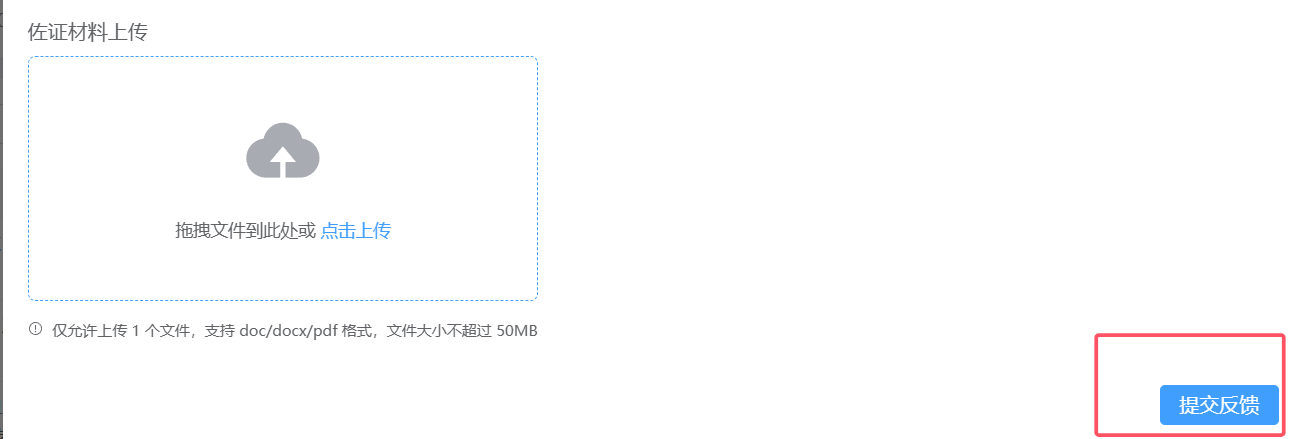 佐证材料上传
拖拽文件到此处或 点击上传
仅允许上传 1 个文件，支持 doc/docx/pdf 格式，文件大小不超过 50MB
提交反馈